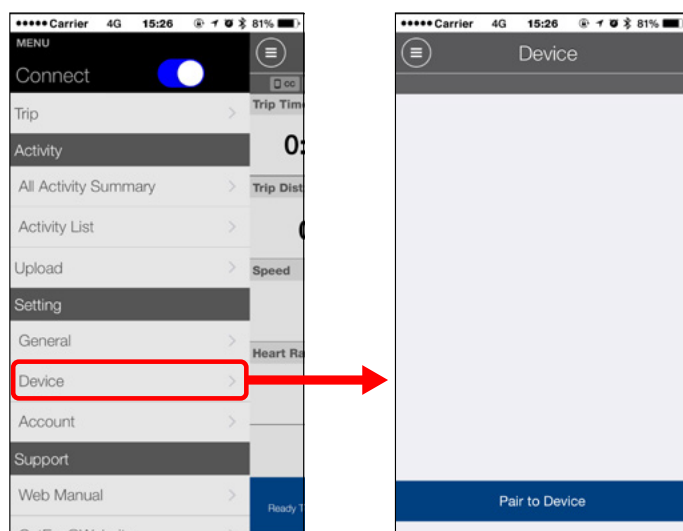 ●●●●● Carrier 4G 15:26 81%
MENU
Connect
Trip
Activity
All Activity Summary
Activity List
Upload
Setting
General
Device
Account
Support
Web Manual
CC
Trip Tim
0:
Trip Dist
0
Speed
Heart Ra
Ready T
●●●●● Carrier 4G 15:26 81%
Device
Pair to Device